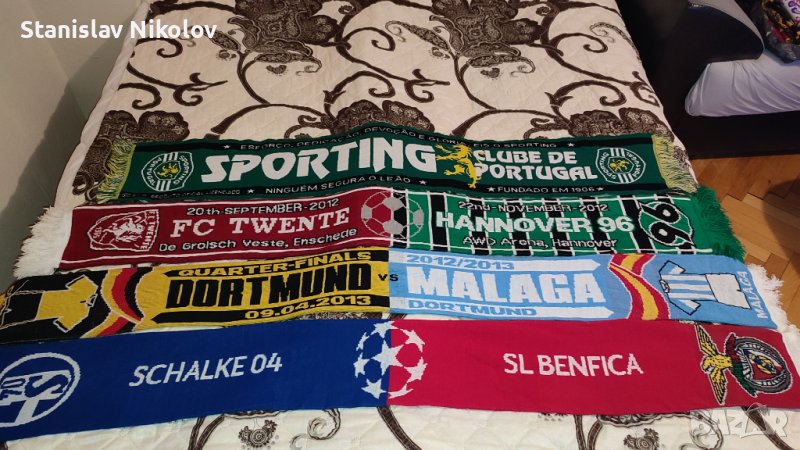 Stanislav Nikolov
ESFORÇO, DEDICAÇÃO, DEVOÇÃO E GLÓRIA EIS O SPORTING
SPORTING
CLUBE DE
PORTUGAL
NINGUÉM SEGURA O LEÃO
FUNDADO EM 1906
20th SEPTEMBER-2012
FC TWENTE
De Grolsch Veste, Enschede
22nd-NOVEMBER-2012
HANNOVER 96
AWD Arena, Hannover
96
QUARTER-FINALS
DORTMUND
09.04.2013
vs
2012/2013
MALAGA
DORTMUND
MALAGA
SCHALKE 04
SL BENFICA
BAZAR